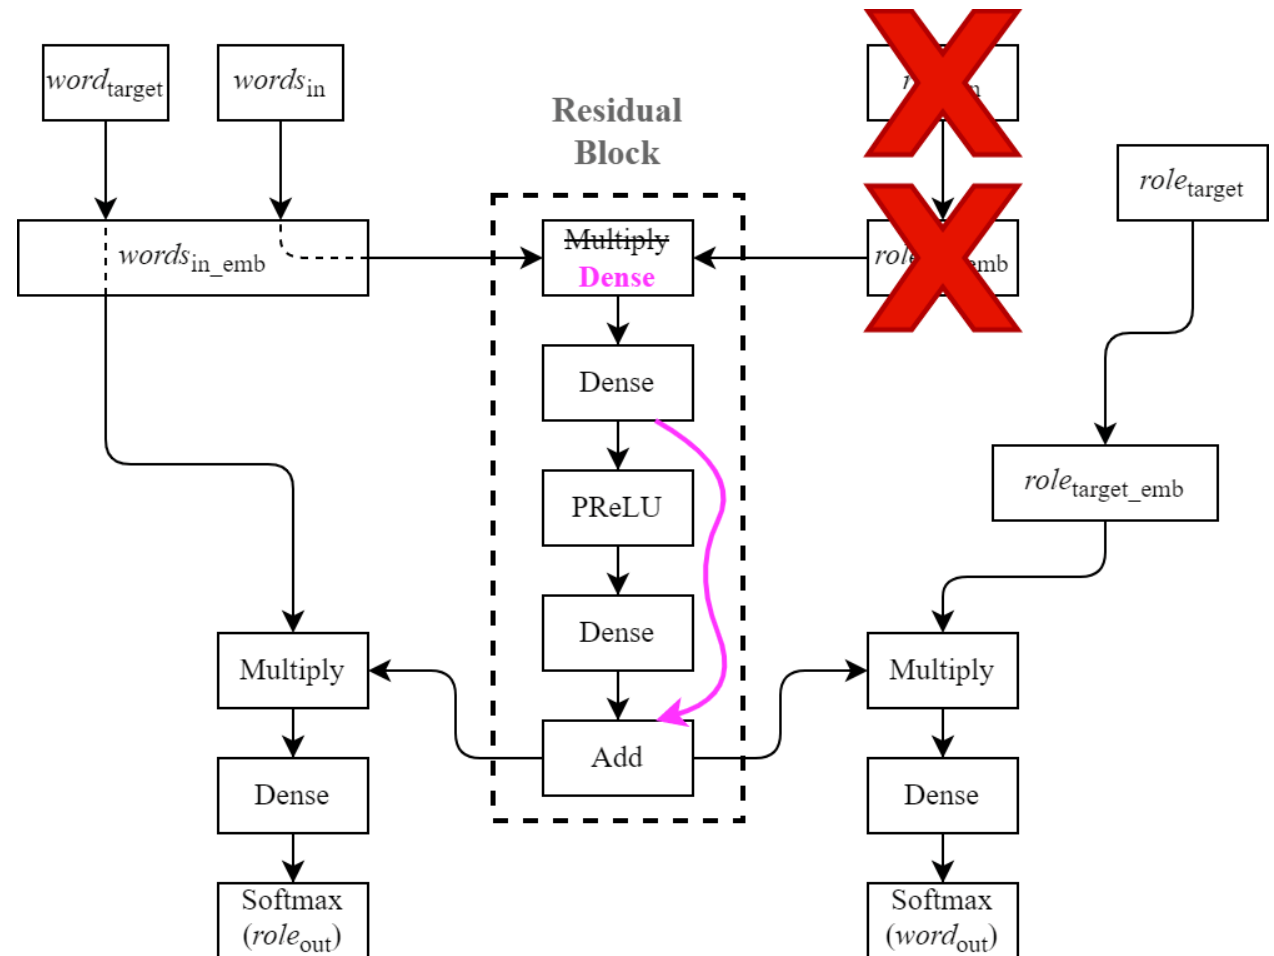 word_target
words_in
Residual
Block
role_target
words_in_emb
Multiply
Dense
Dense
role_target_emb
PReLU
Dense
Multiply
Multiply
Add
Dense
Dense
Softmax
(role_out)
Softmax
(word_out)